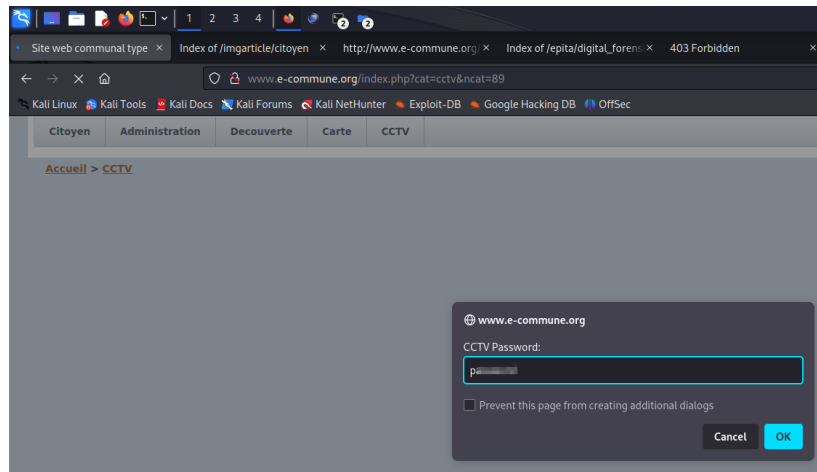 1 2 3 4 2 2
Site web communal type × Index of /imgarticle/citoyen × http://www.e-commune.org/ × Index of /epita/digital_forens × 403 Forbidden ×
www.e-commune.org/index.php?cat=cctv&ncat=89
Kali Linux Kali Tools Kali Docs Kali Forums Kali NetHunter Exploit-DB Google Hacking DB OffSec
Citoyen Administration Decouverte Carte CCTV
Accueil > CCTV
www.e-commune.org
CCTV Password:
Prevent this page from creating additional dialogs
Cancel OK